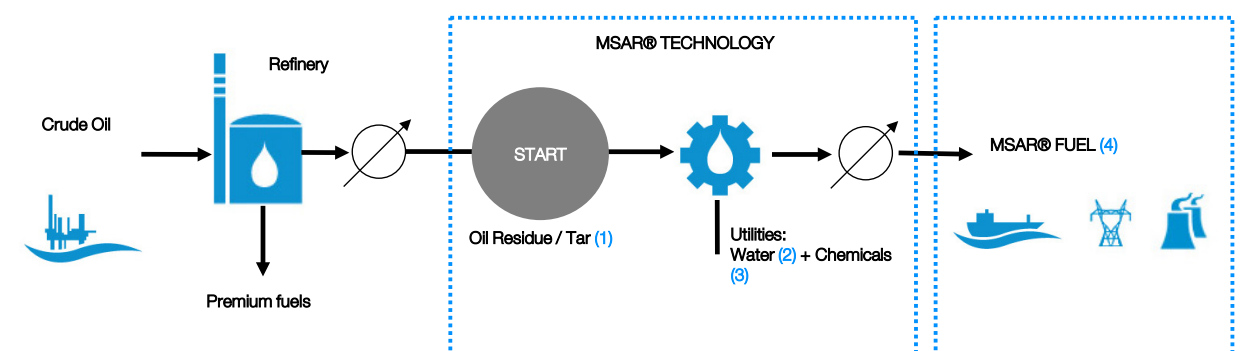 MSAR® TECHNOLOGY
Refinery
Crude Oil
START
MSAR® FUEL (4)
Oil Residue / Tar (1)
Utilities:
Water (2) + Chemicals
(3)
Premium fuels